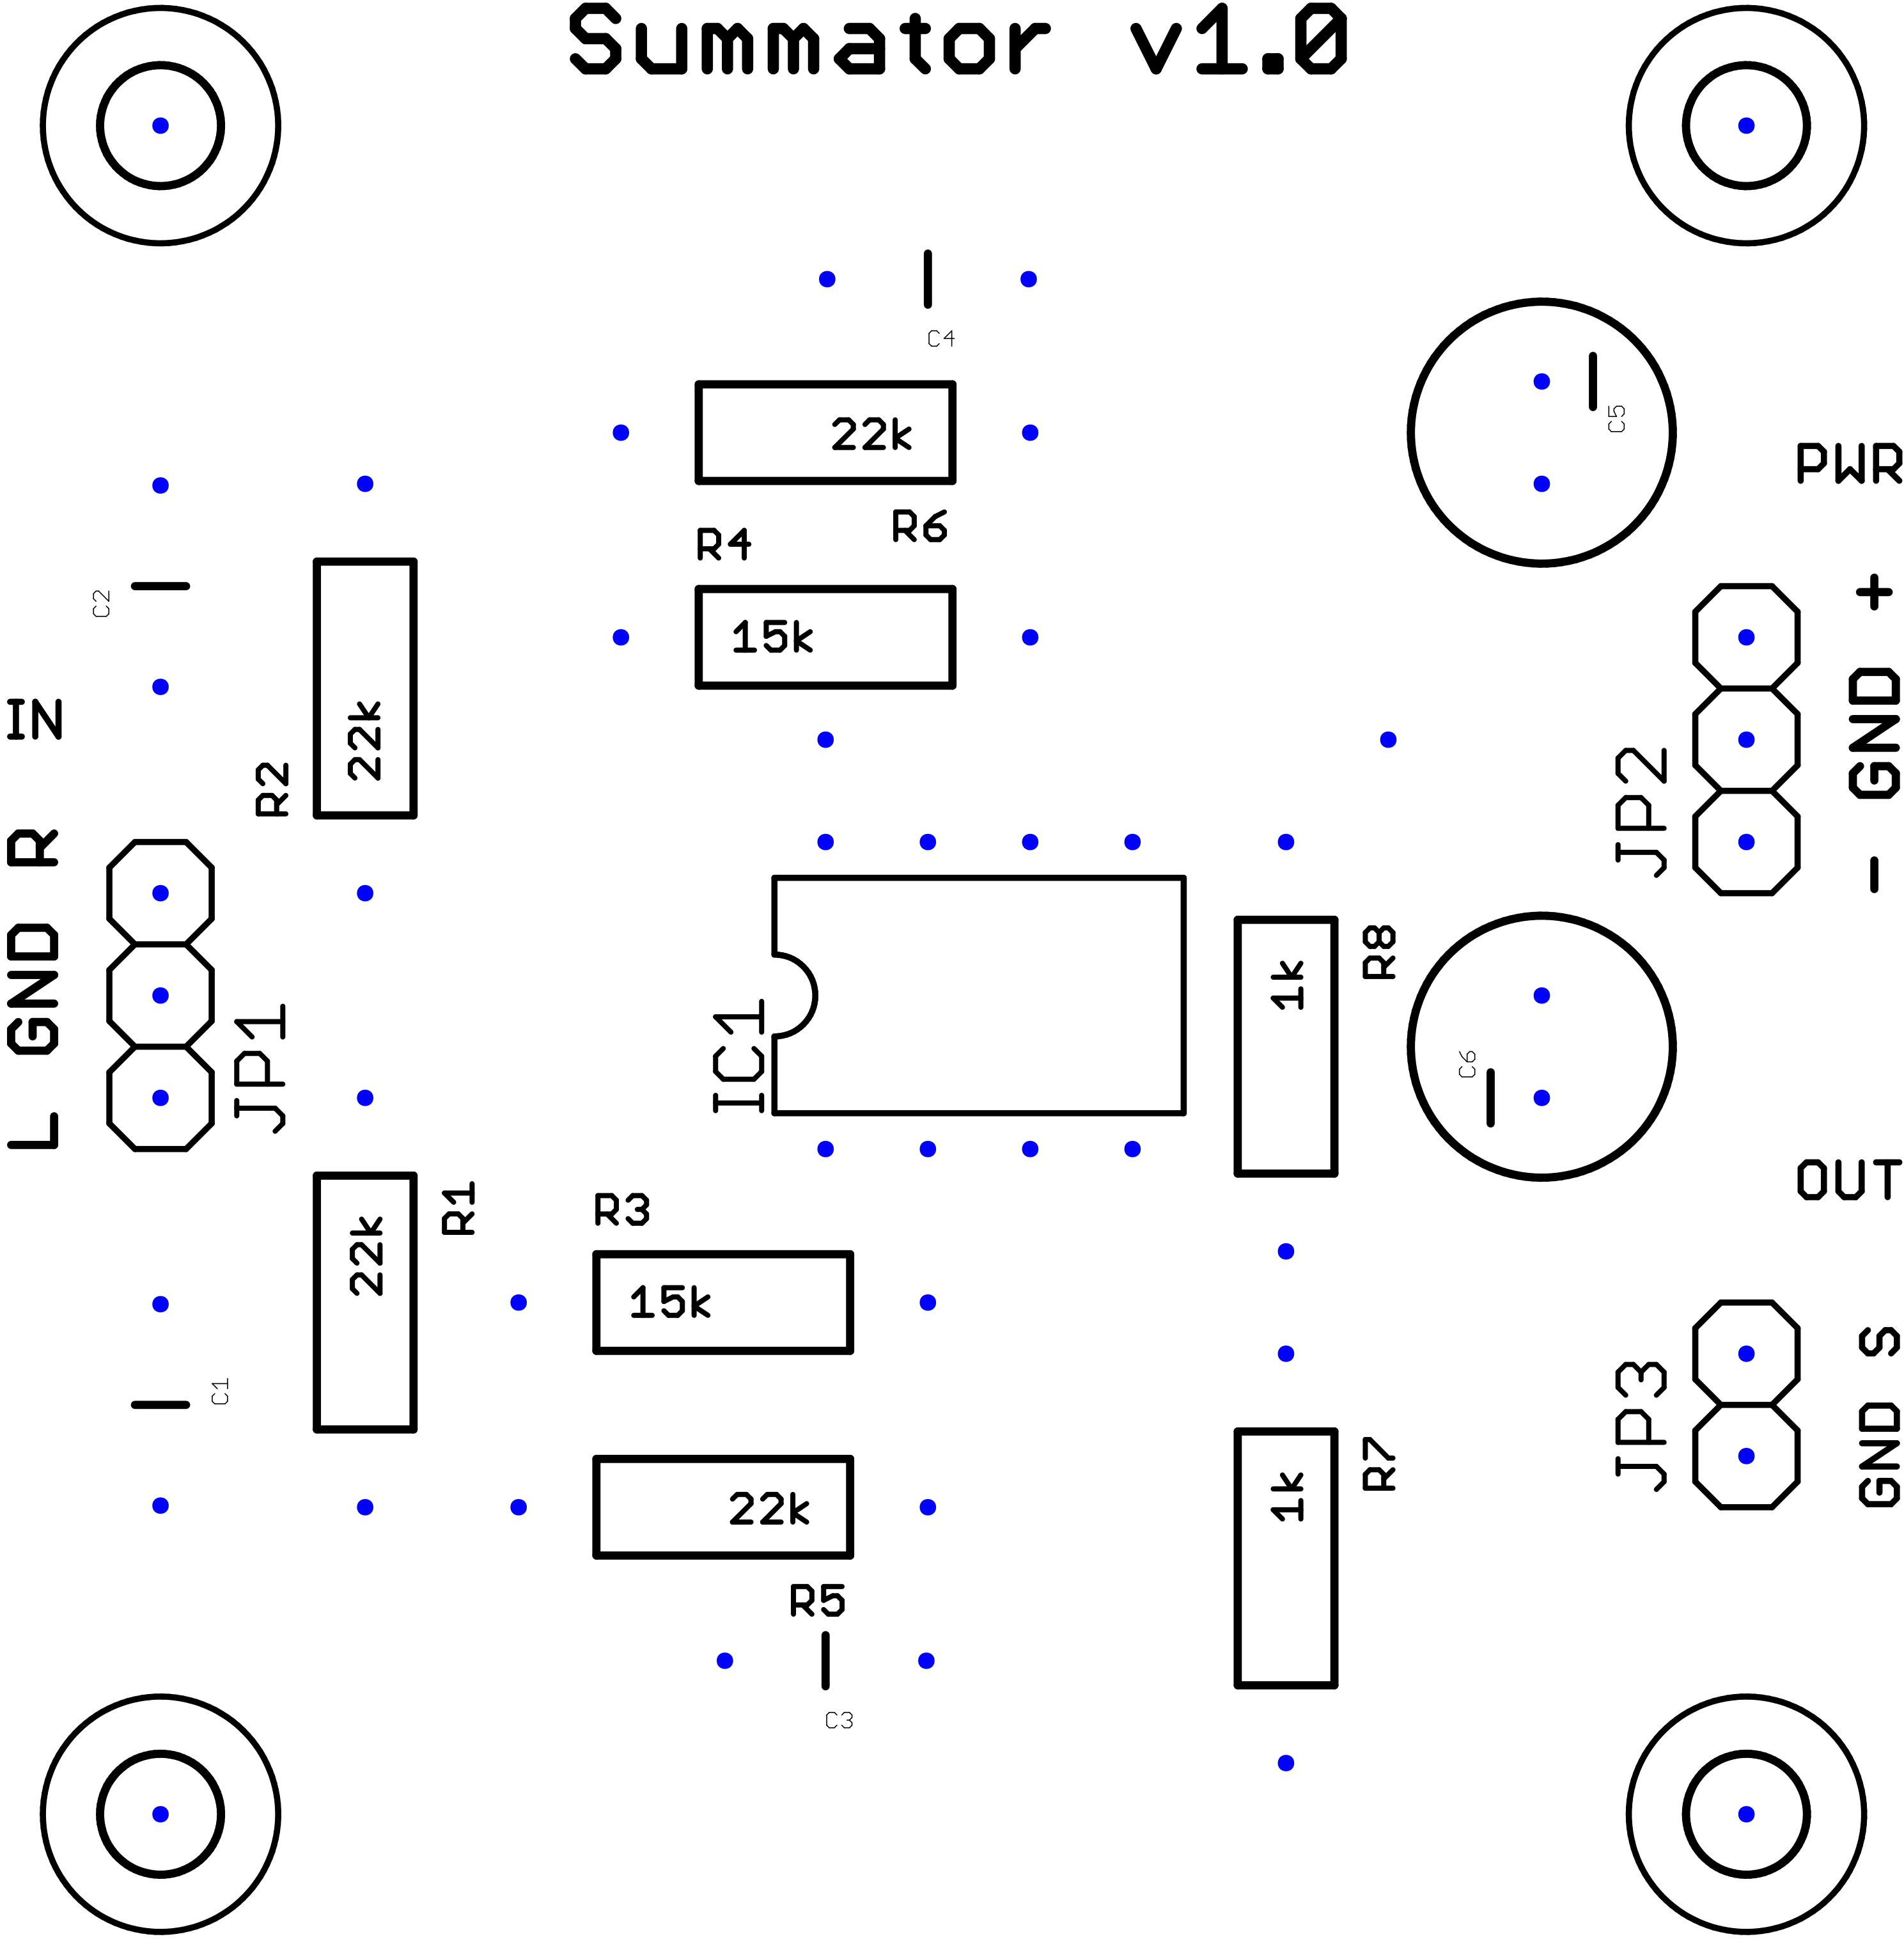 Summator v1.0
C4
22k
C5
PWR
R4
R6
+
C2
15k
IN
GND
22k
R2
JP2
R
-
R8
GND
1k
JP1
IC1
C6
L
OUT
R1
R3
22k
15k
S
C1
JP3
GND
R7
22k
1k
R5
C3